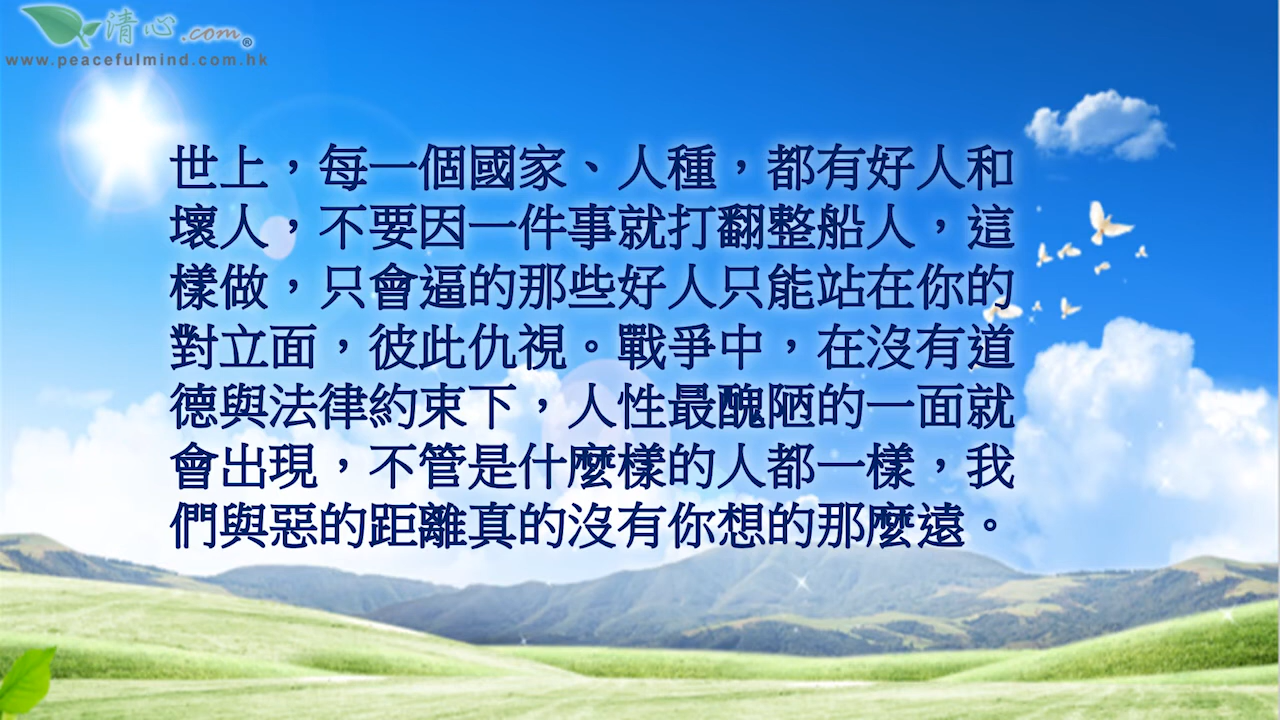 清心.com®
www.peacefulmind.com.hk
世上，每一個國家、人種，都有好人和
壞人，不要因一件事就打翻整船人，這
樣做，只會逼的那些好人只能站在你的
對立面，彼此仇視。戰爭中，在沒有道
德與法律約束下，人性最醜陋的一面就
會出現，不管是什麼樣的人都一樣，我
們與惡的距離真的沒有你想的那麼遠。